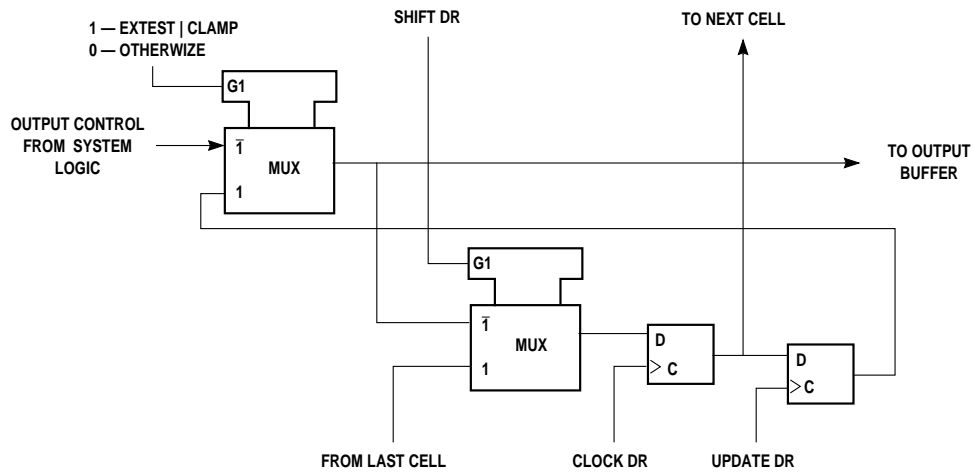 1 — EXTEST | CLAMP
0 — OTHERWIZE
SHIFT DR
TO NEXT CELL
G1
OUTPUT CONTROL
FROM SYSTEM
LOGIC
1̅
MUX
1
TO OUTPUT
BUFFER
G1
1̅
MUX
1
D
C
D
C
FROM LAST CELL
CLOCK DR
UPDATE DR